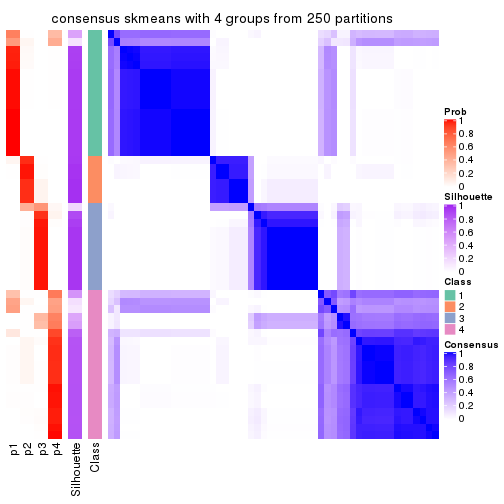 consensus skmeans with 4 groups from 250 partitions
Prob
1
0.8
0.6
0.4
0.2
0
Silhouette
1
0.8
0.6
0.4
0.2
0
Class
1
2
3
4
Consensus
1
0.8
0.6
0.4
0.2
0
p1
p2
p3
p4
Silhouette
Class